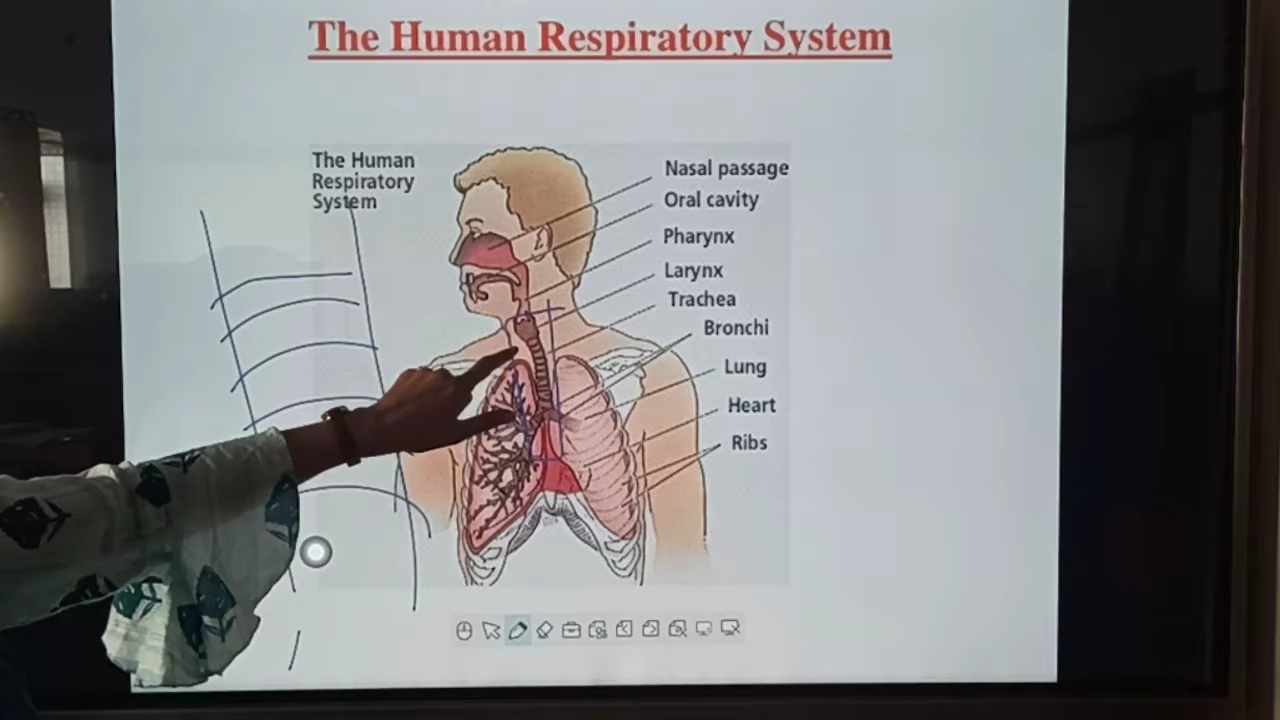 The Human Respiratory System
The Human
Respiratory
System
Nasal passage
Oral cavity
Pharynx
Larynx
Trachea
Bronchi
Lung
Heart
Ribs